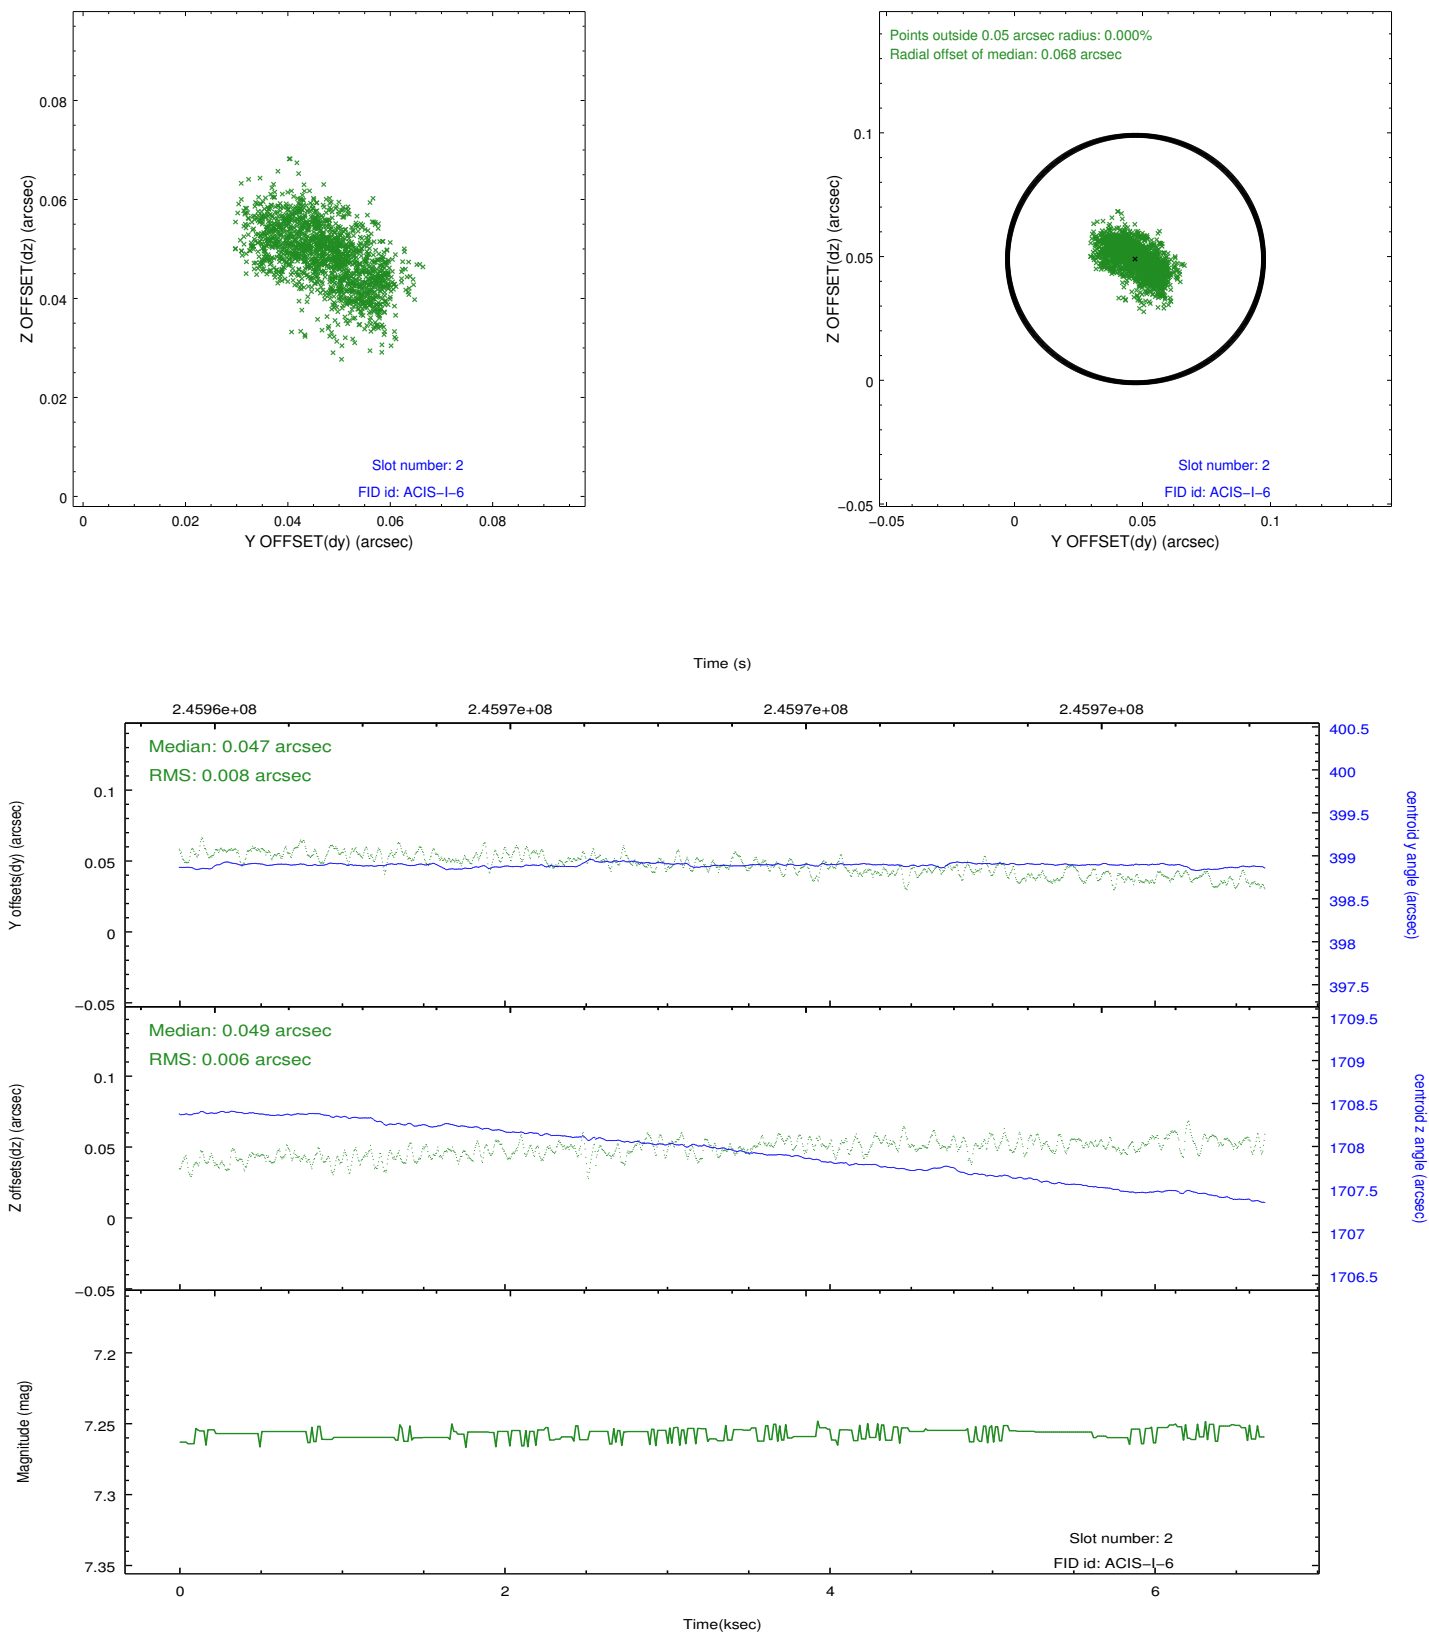 0.08
0.06
0.04
0.02
0
Z OFFSET(dz) (arcsec)
Slot number: 2
FID id: ACIS−I−6
0 0.02 0.04 0.06 0.08
Y OFFSET(dy) (arcsec)
Points outside 0.05 arcsec radius: 0.000%
Radial offset of median: 0.068 arcsec
0.1
0.05
0
−0.05
Z OFFSET(dz) (arcsec)
Slot number: 2
FID id: ACIS−I−6
−0.05 0 0.05 0.1
Y OFFSET(dy) (arcsec)
Time (s)
2.4596e+08 2.4597e+08 2.4597e+08 2.4597e+08
Median: 0.047 arcsec
RMS: 0.008 arcsec
0.1
0.05
0
−0.05
Y offsets(dy) (arcsec)
400.5
400
399.5
399
398.5
398
397.5
centroid y angle (arcsec)
Median: 0.049 arcsec
RMS: 0.006 arcsec
0.1
0.05
0
−0.05
Z offsets(dz) (arcsec)
1709.5
1709
1708.5
1708
1707.5
1707
1706.5
centroid z angle (arcsec)
7.2
7.25
7.3
7.35
Magnitude (mag)
Slot number: 2
FID id: ACIS−I−6
0 2 4 6
Time(ksec)